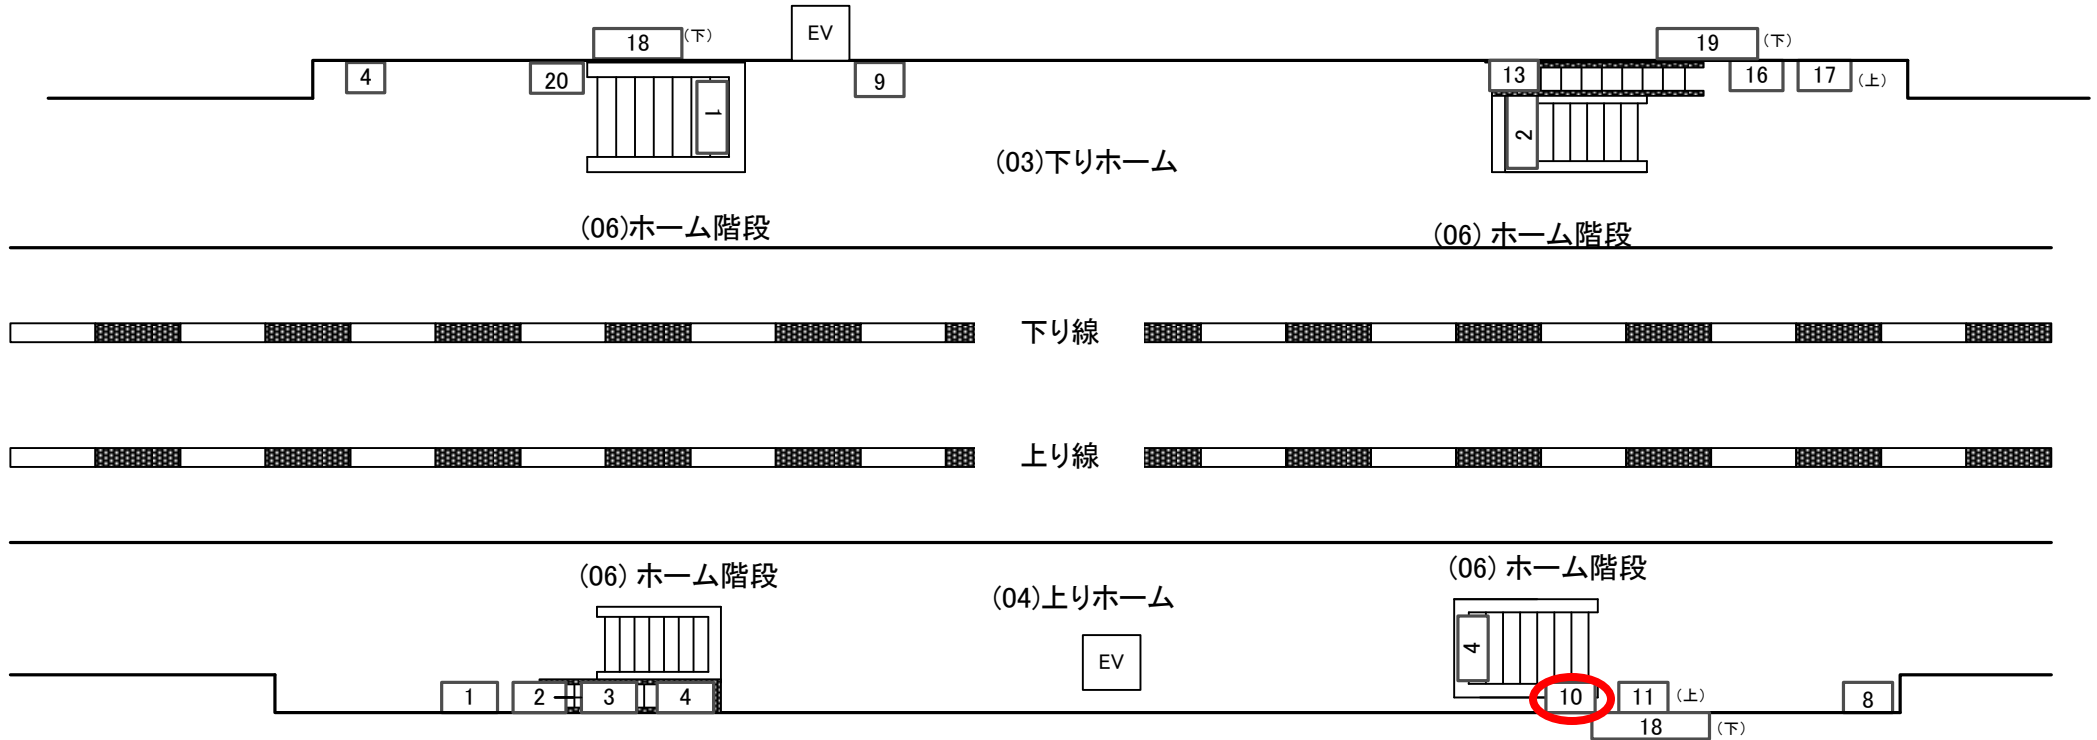 18
(下)
EV
19
(下)
4
20
9
13
16
17
(上)
1
2
(03)下りホーム
(06)ホーム階段
(06) ホーム階段
下り線
上り線
(06) ホーム階段
(06) ホーム階段
(04)上りホーム
EV
4
1
2
3
4
10
11
(上)
8
18
(下)